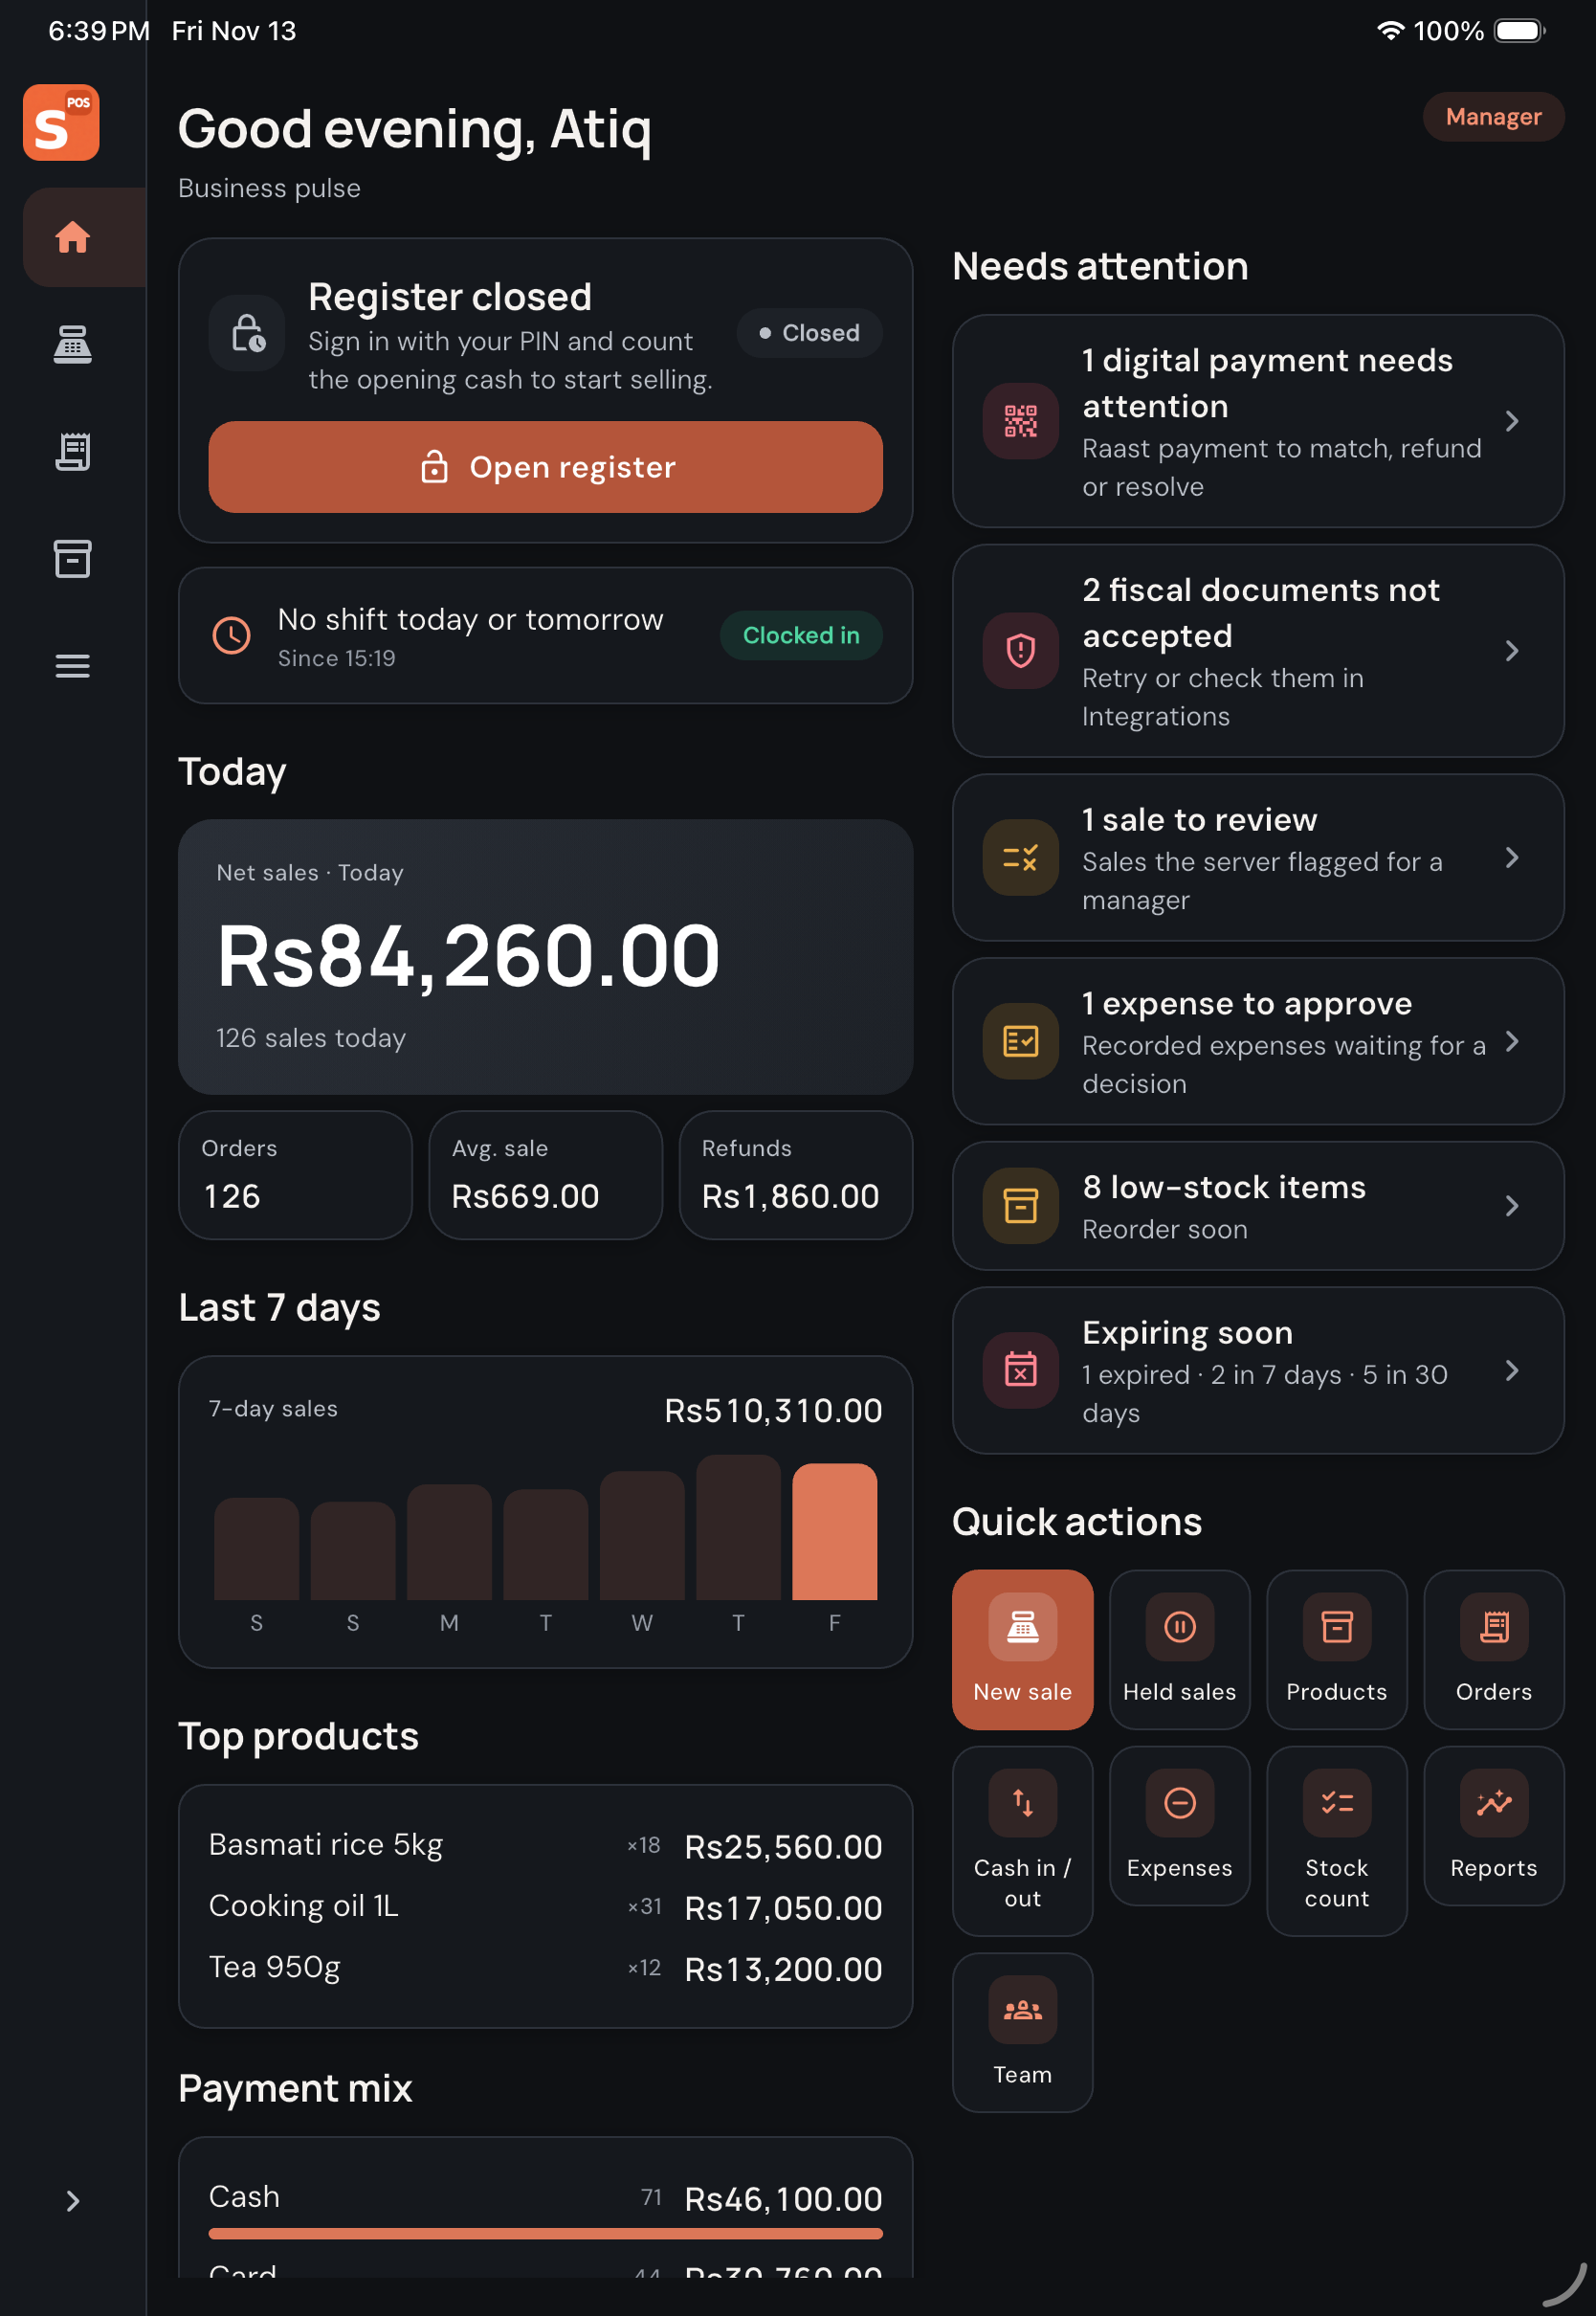 6:39 PM Fri Nov 13
100%
S POS
Good evening, Atiq
Manager
Business pulse
Register closed
Sign in with your PIN and count
the opening cash to start selling.
Closed
Open register
No shift today or tomorrow
Since 15:19
Clocked in
Today
Net sales · Today
Rs84,260.00
126 sales today
Orders
126
Avg. sale
Rs669.00
Refunds
Rs1,860.00
Last 7 days
7-day sales
Rs510,310.00
S S M T W T F
Top products
Basmati rice 5kg ×18 Rs25,560.00
Cooking oil 1L ×31 Rs17,050.00
Tea 950g ×12 Rs13,200.00
Payment mix
Cash 71 Rs46,100.00
Card 44 Rs30,760.00
Needs attention
1 digital payment needs
attention
Raast payment to match, refund
or resolve
2 fiscal documents not
accepted
Retry or check them in
Integrations
1 sale to review
Sales the server flagged for a
manager
1 expense to approve
Recorded expenses waiting for a
decision
8 low-stock items
Reorder soon
Expiring soon
1 expired · 2 in 7 days · 5 in 30
days
Quick actions
New sale
Held sales
Products
Orders
Cash in /
out
Expenses
Stock
count
Reports
Team